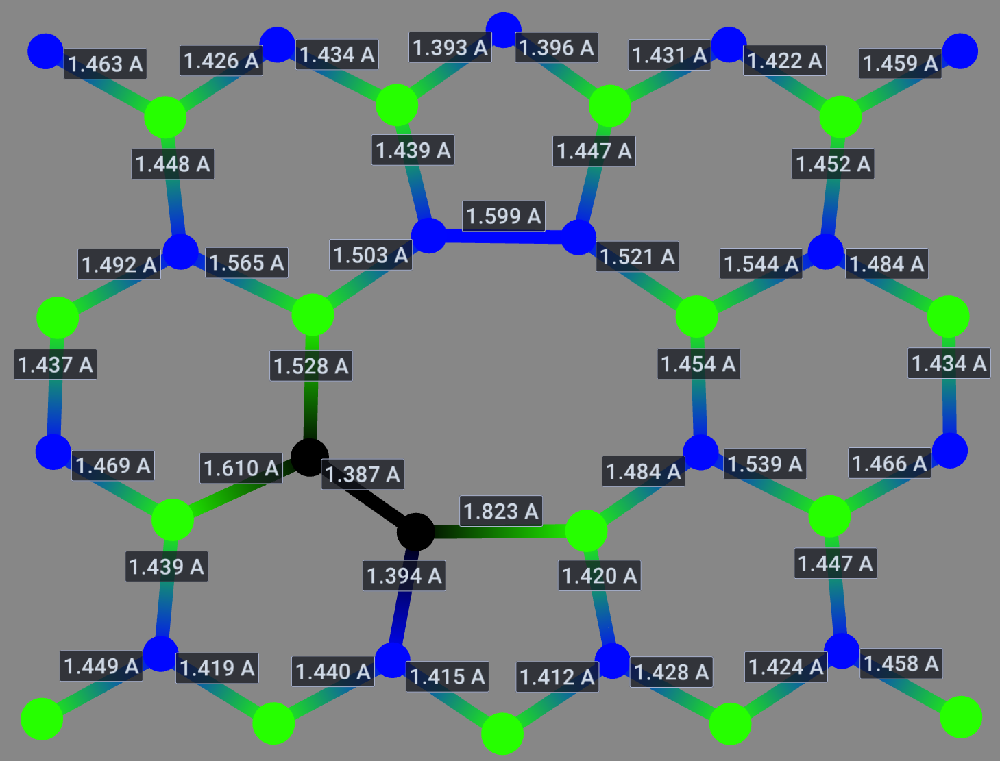 1.463 A
1.426 A
1.434 A
1.393 A
1.396 A
1.431 A
1.422 A
1.459 A
1.448 A
1.439 A
1.447 A
1.452 A
1.599 A
1.492 A
1.565 A
1.503 A
1.521 A
1.544 A
1.484 A
1.437 A
1.528 A
1.454 A
1.434 A
1.469 A
1.610 A
1.387 A
1.484 A
1.539 A
1.466 A
1.823 A
1.439 A
1.394 A
1.420 A
1.447 A
1.449 A
1.419 A
1.440 A
1.415 A
1.412 A
1.428 A
1.424 A
1.458 A